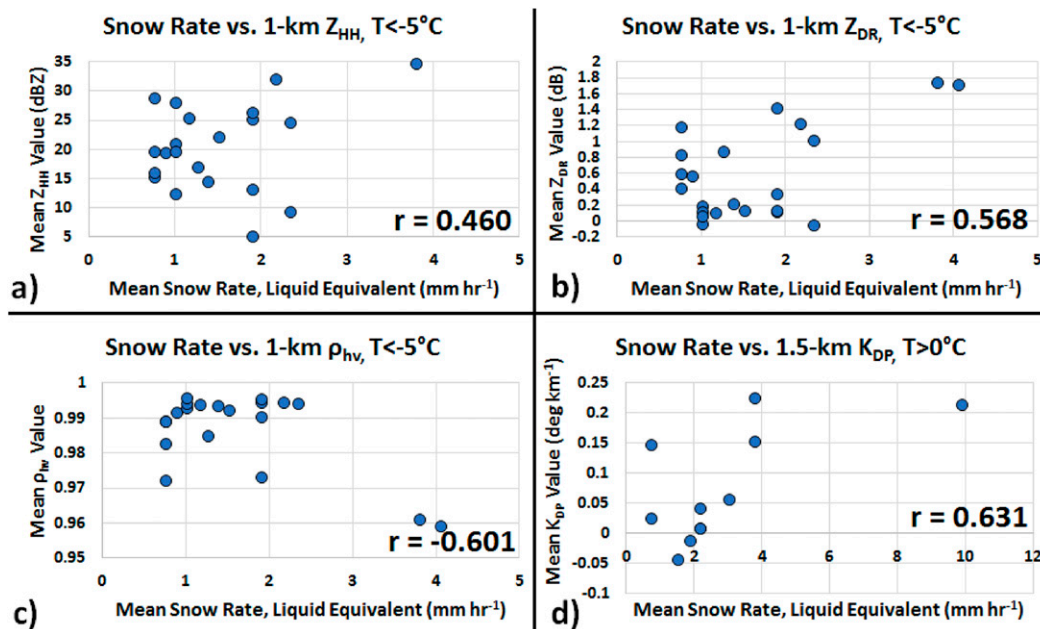 Snow Rate vs. 1-km Z_HH, T<-5°C
Mean Z_HH Value (dBZ)
35
30
25
20
15
10
5
0 1 2 3 4 5
r = 0.460
a)
Mean Snow Rate, Liquid Equivalent (mm hr⁻¹)
Snow Rate vs. 1-km Z_DR, T<-5°C
Mean Z_DR Value (dB)
2
1.8
1.6
1.4
1.2
1
0.8
0.6
0.4
0.2
0
-0.2
0 1 2 3 4 5
r = 0.568
b)
Mean Snow Rate, Liquid Equivalent (mm hr⁻¹)
Snow Rate vs. 1-km ρ_hv, T<-5°C
Mean ρ_hv Value
1
0.99
0.98
0.97
0.96
0.95
0 1 2 3 4 5
r = -0.601
c)
Mean Snow Rate, Liquid Equivalent (mm hr⁻¹)
Snow Rate vs. 1.5-km K_DP, T>0°C
Mean K_DP Value (deg km⁻¹)
0.25
0.2
0.15
0.1
0.05
0
-0.05
-0.1
0 2 4 6 8 10 12
r = 0.631
d)
Mean Snow Rate, Liquid Equivalent (mm hr⁻¹)